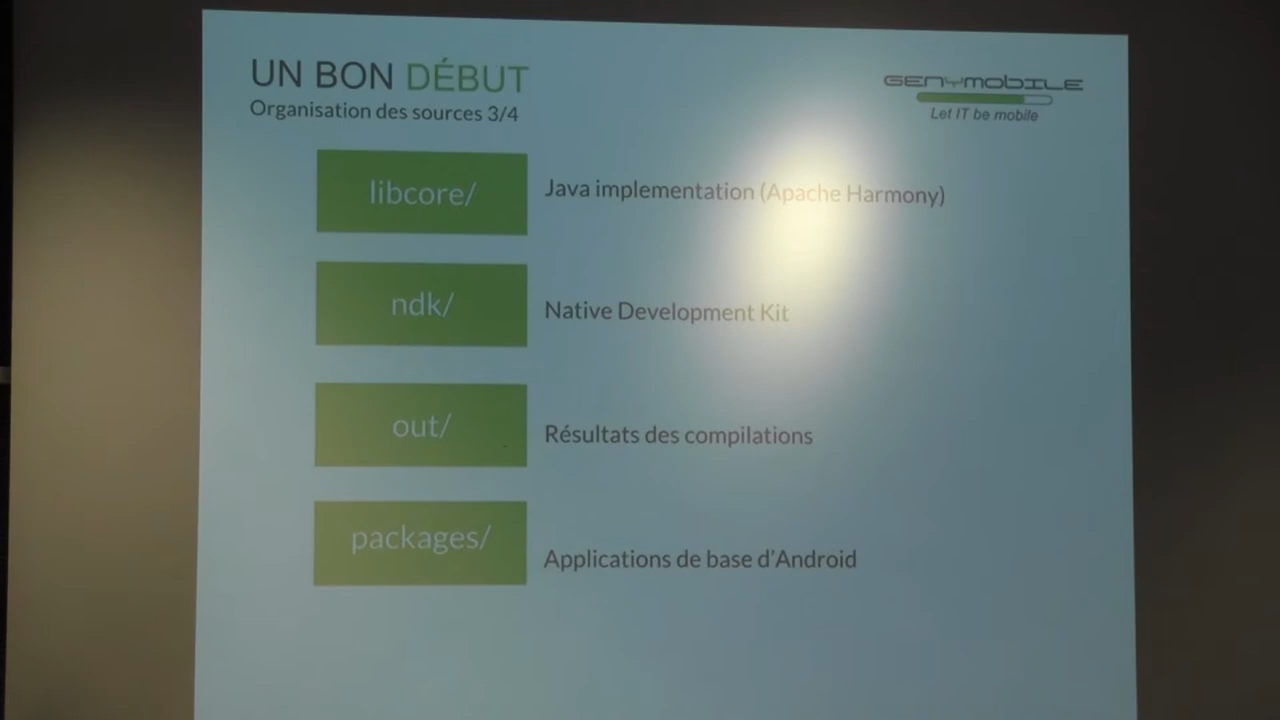 UN BON DÉBUT
Organisation des sources 3/4
GENYMOBILE
Let IT be mobile
libcore/
Java implementation (Apache Harmony)
ndk/
Native Development Kit
out/
Résultats des compilations
packages/
Applications de base d'Android